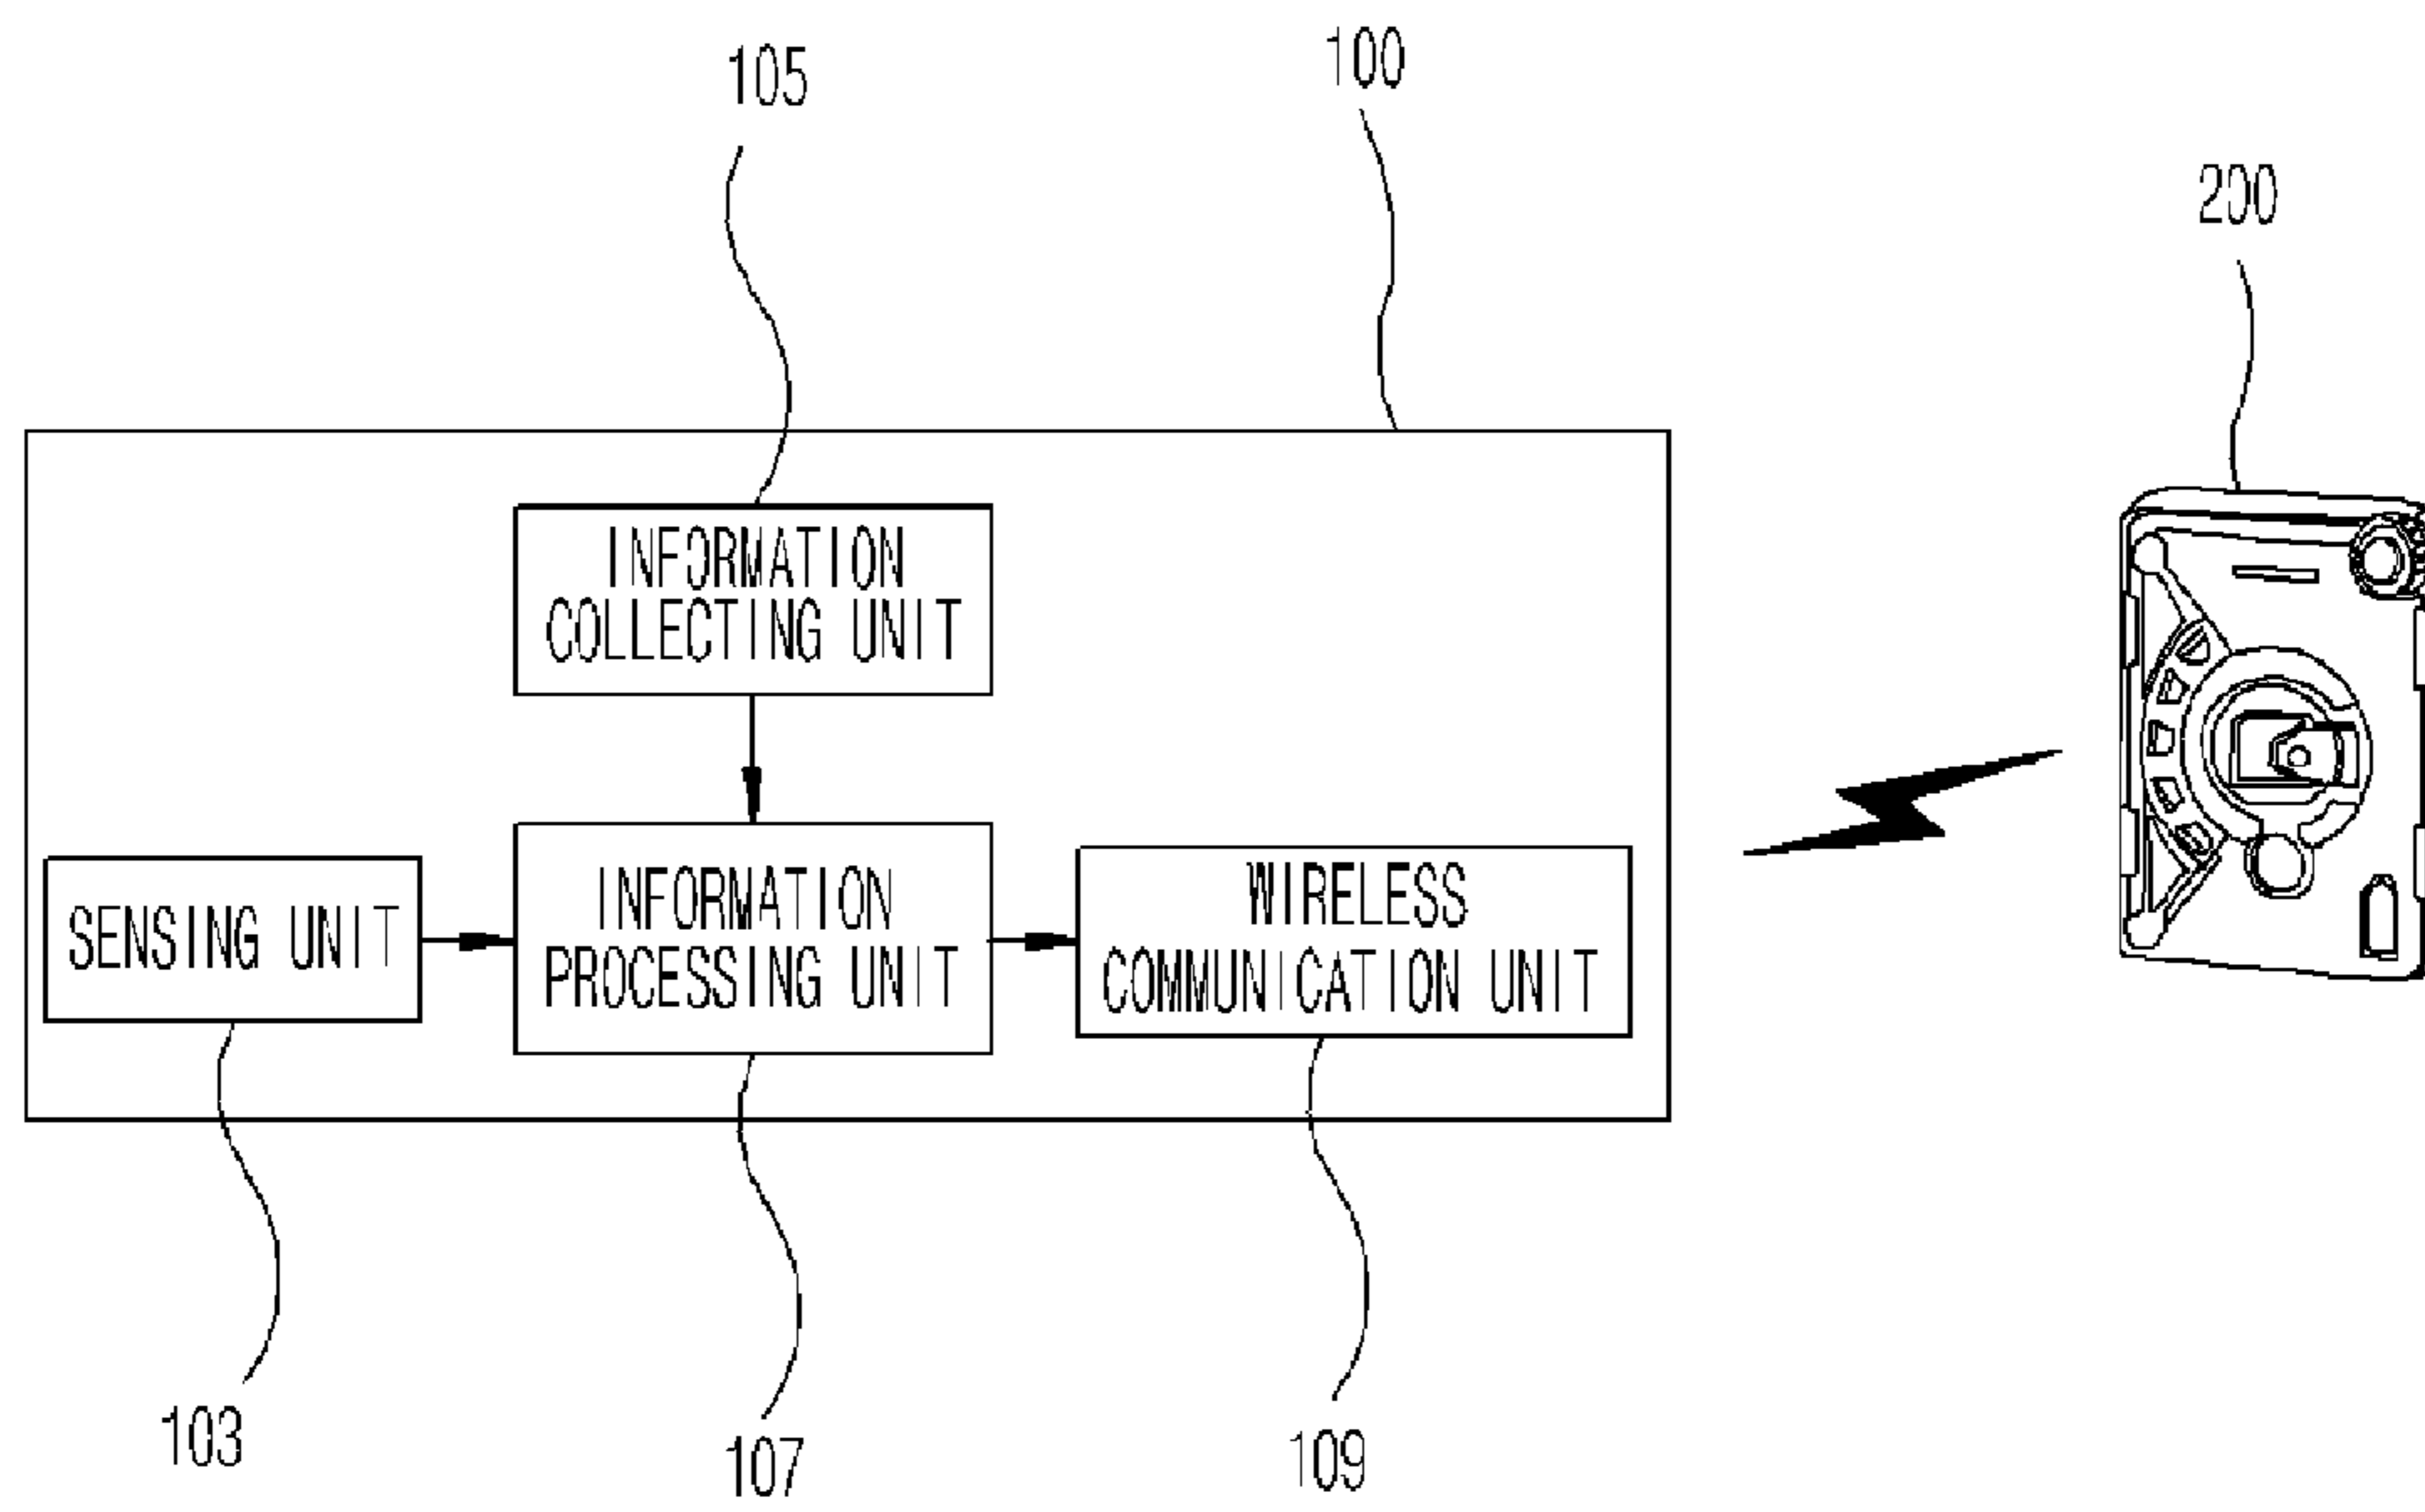 105
100
200
INFORMATION
COLLECTING UNIT
SENSING UNIT
INFORMATION
PROCESSING UNIT
WIRELESS
COMMUNICATION UNIT
103
107
109